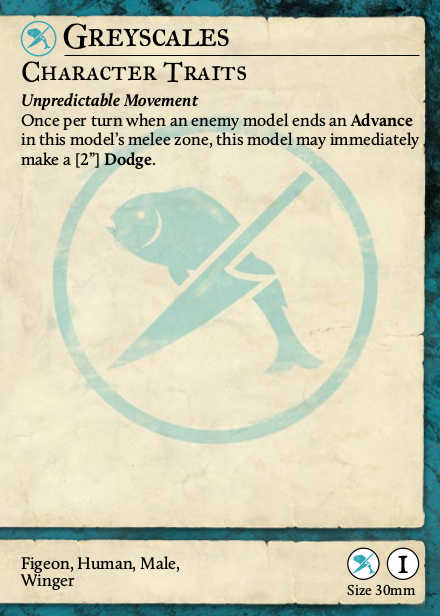 Greyscales
Character Traits
Unpredictable Movement
Once per turn when an enemy model ends an Advance
in this model's melee zone, this model may immediately
make a [2”] Dodge.
Figeon, Human, Male,
Winger
1
Size 30mm